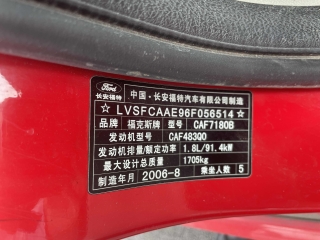 Ford
长安福特
中国·长安福特汽车有限公司制造
☆ LVSFCAAE96F056514 ☆
品牌 福克斯牌 型号 CAF7180B
发动机型号 CAF483Q0
发动机排量/额定功率 1.8L/91.4kW
最大设计总质量 1705kg
制造年月 2006-8 乘坐人数 5